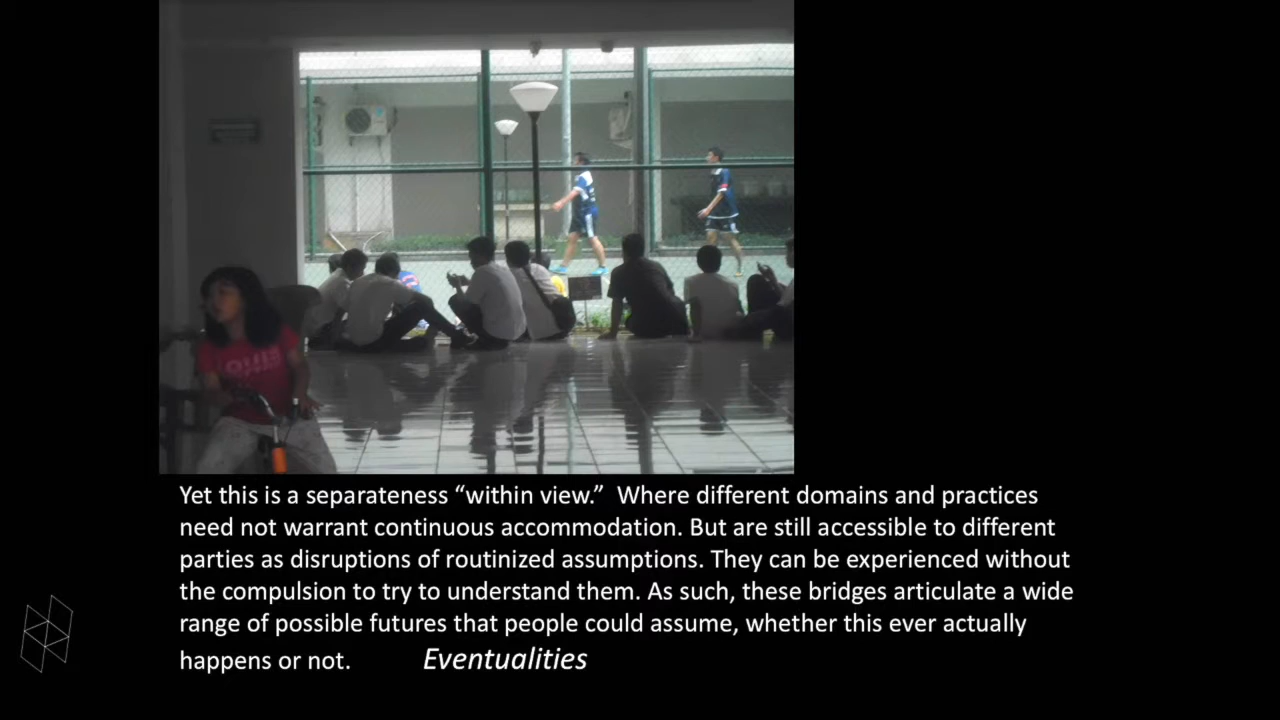 Yet this is a separateness “within view.”  Where different domains and practices
need not warrant continuous accommodation. But are still accessible to different
parties as disruptions of routinized assumptions. They can be experienced without
the compulsion to try to understand them. As such, these bridges articulate a wide
range of possible futures that people could assume, whether this ever actually
happens or not. Eventualities